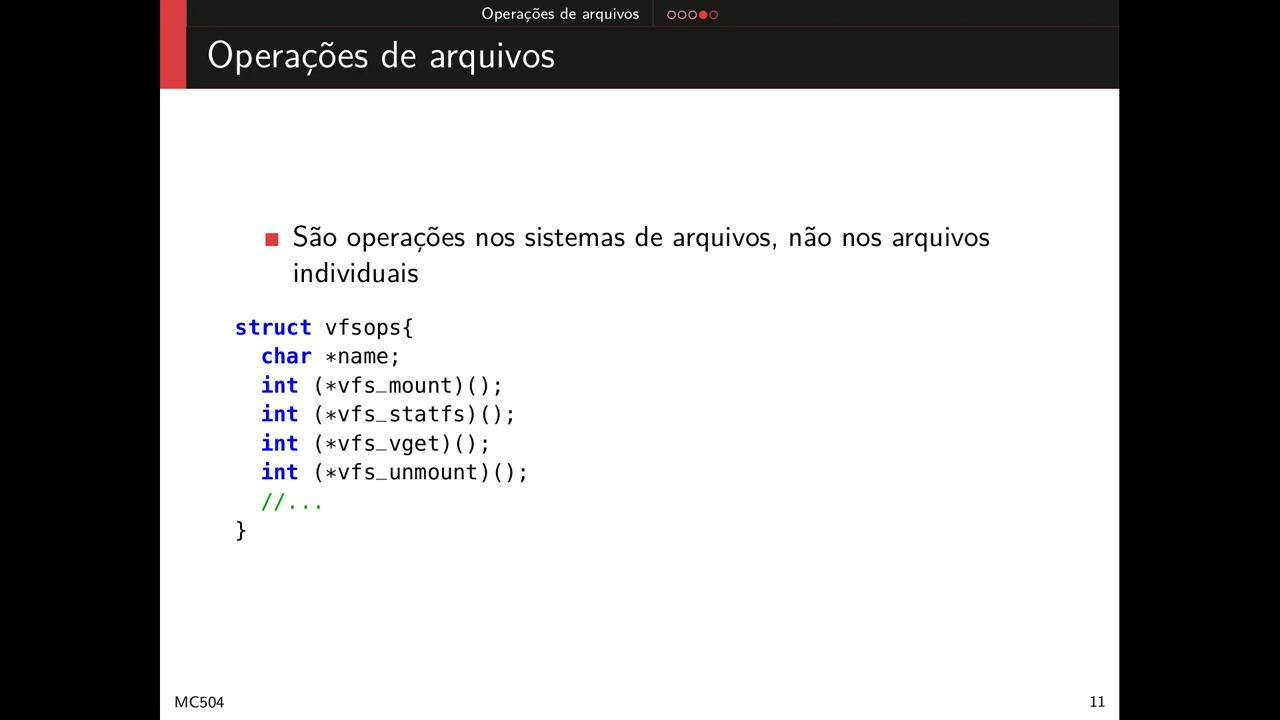 Operações de arquivos
Operações de arquivos
São operações nos sistemas de arquivos, não nos arquivos
individuais
struct vfsops{
  char *name;
  int (*vfs_mount)();
  int (*vfs_statfs)();
  int (*vfs_vget)();
  int (*vfs_unmount)();
  //...
}
MC504
11